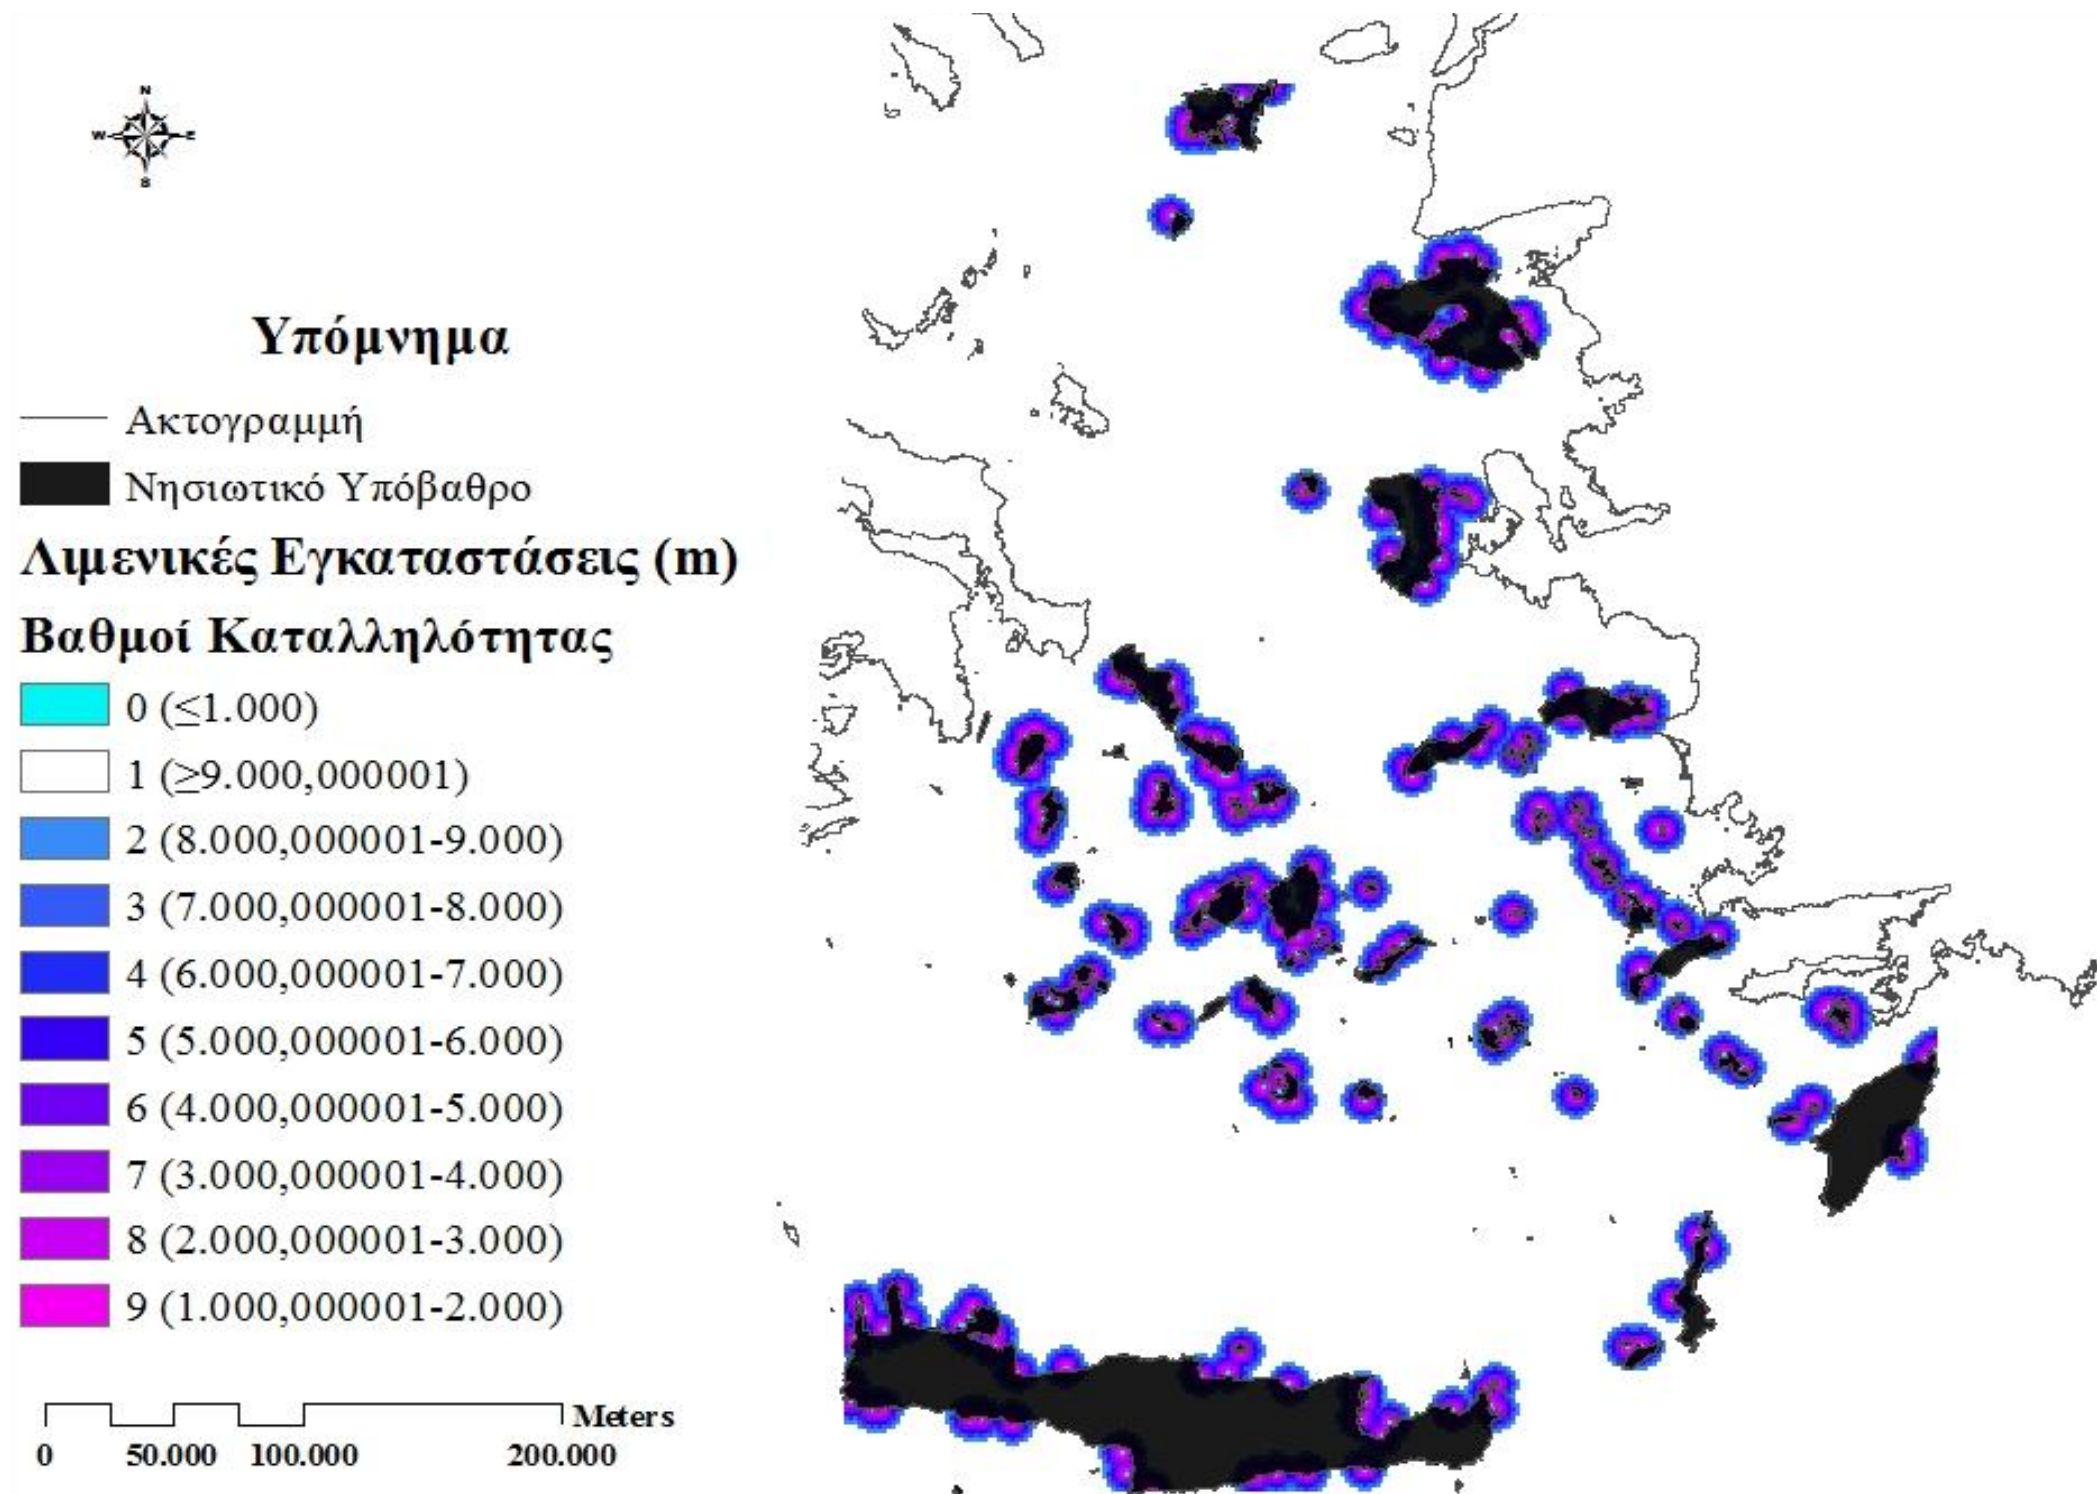 N
W E
S
Υπόμνημα
Ακτογραμμή
Νησιωτικό Υπόβαθρο
Λιμενικές Εγκαταστάσεις (m)
Βαθμοί Καταλληλότητας
0 (≤1.000)
1 (≥9.000,000001)
2 (8.000,000001-9.000)
3 (7.000,000001-8.000)
4 (6.000,000001-7.000)
5 (5.000,000001-6.000)
6 (4.000,000001-5.000)
7 (3.000,000001-4.000)
8 (2.000,000001-3.000)
9 (1.000,000001-2.000)
Meters
0 50.000 100.000 200.000